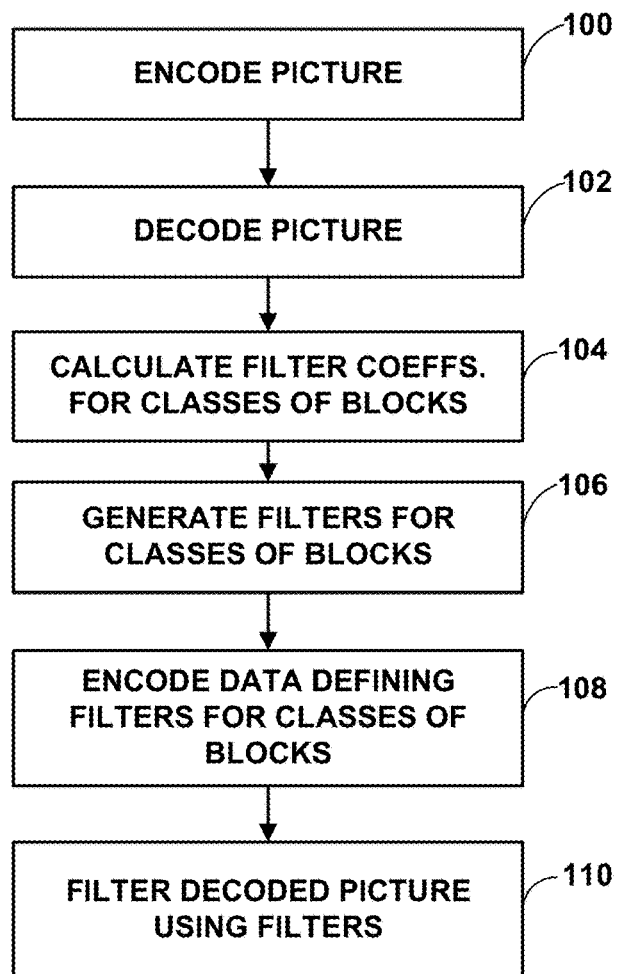 100
ENCODE PICTURE
102
DECODE PICTURE
104
CALCULATE FILTER COEFFS.
FOR CLASSES OF BLOCKS
106
GENERATE FILTERS FOR
CLASSES OF BLOCKS
108
ENCODE DATA DEFINING
FILTERS FOR CLASSES OF
BLOCKS
110
FILTER DECODED PICTURE
USING FILTERS